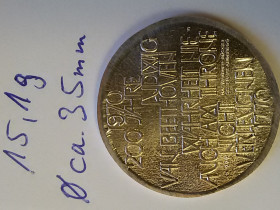 15,1g
Ø ca. 35mm
1970
200 JAHRE
LUDWIG
VAN BEETHOVEN
WAHRHEIT NIE
AUCH AM THRONE
NICHT
VERLEUGNEN